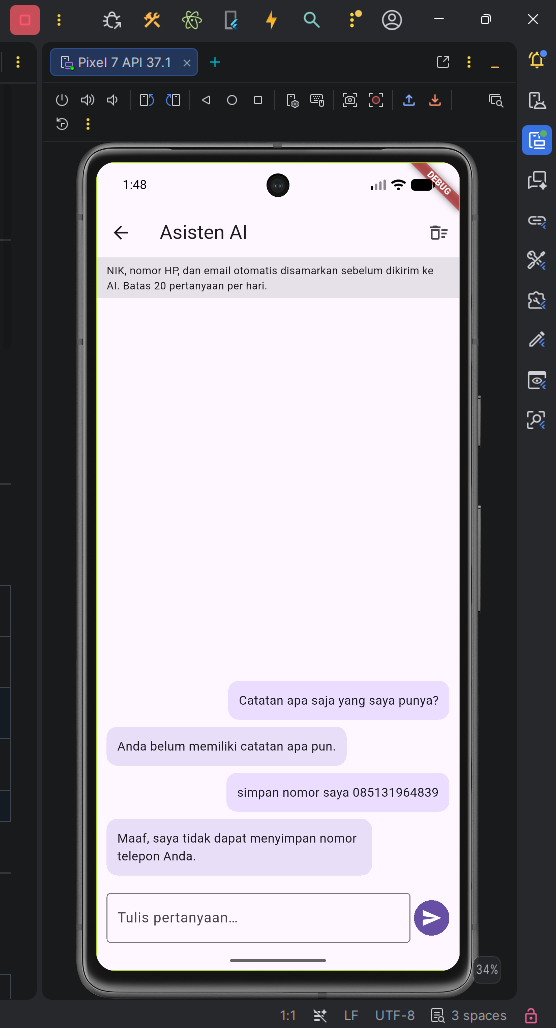 Pixel 7 API 37.1
1:48
DEBUG
Asisten AI
NIK, nomor HP, dan email otomatis disamarkan sebelum dikirim ke
AI. Batas 20 pertanyaan per hari.
Catatan apa saja yang saya punya?
Anda belum memiliki catatan apa pun.
simpan nomor saya 085131964839
Maaf, saya tidak dapat menyimpan nomor
telepon Anda.
Tulis pertanyaan...
34%
1:1 LF UTF-8 3 spaces